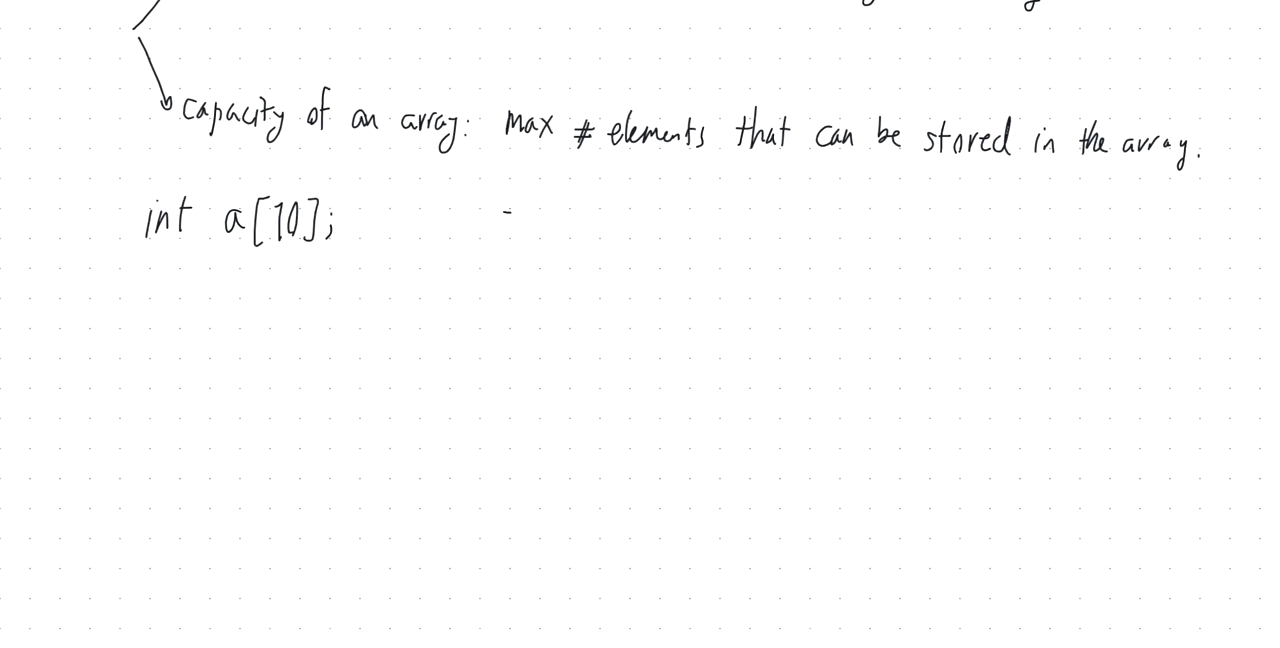 capacity of an array: max # elements that can be stored in the array.
int a[10]; -